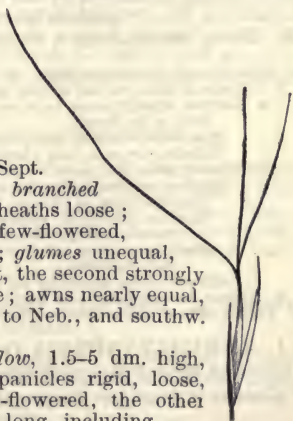 Sept.
branched
heaths loose ;
few-flowered,
; glumes unequal,
, the second strongly
; awns nearly equal,
to Neb., and southw.
low, 1.5–5 dm. high,
panicles rigid, loose,
-flowered, the other
long, including